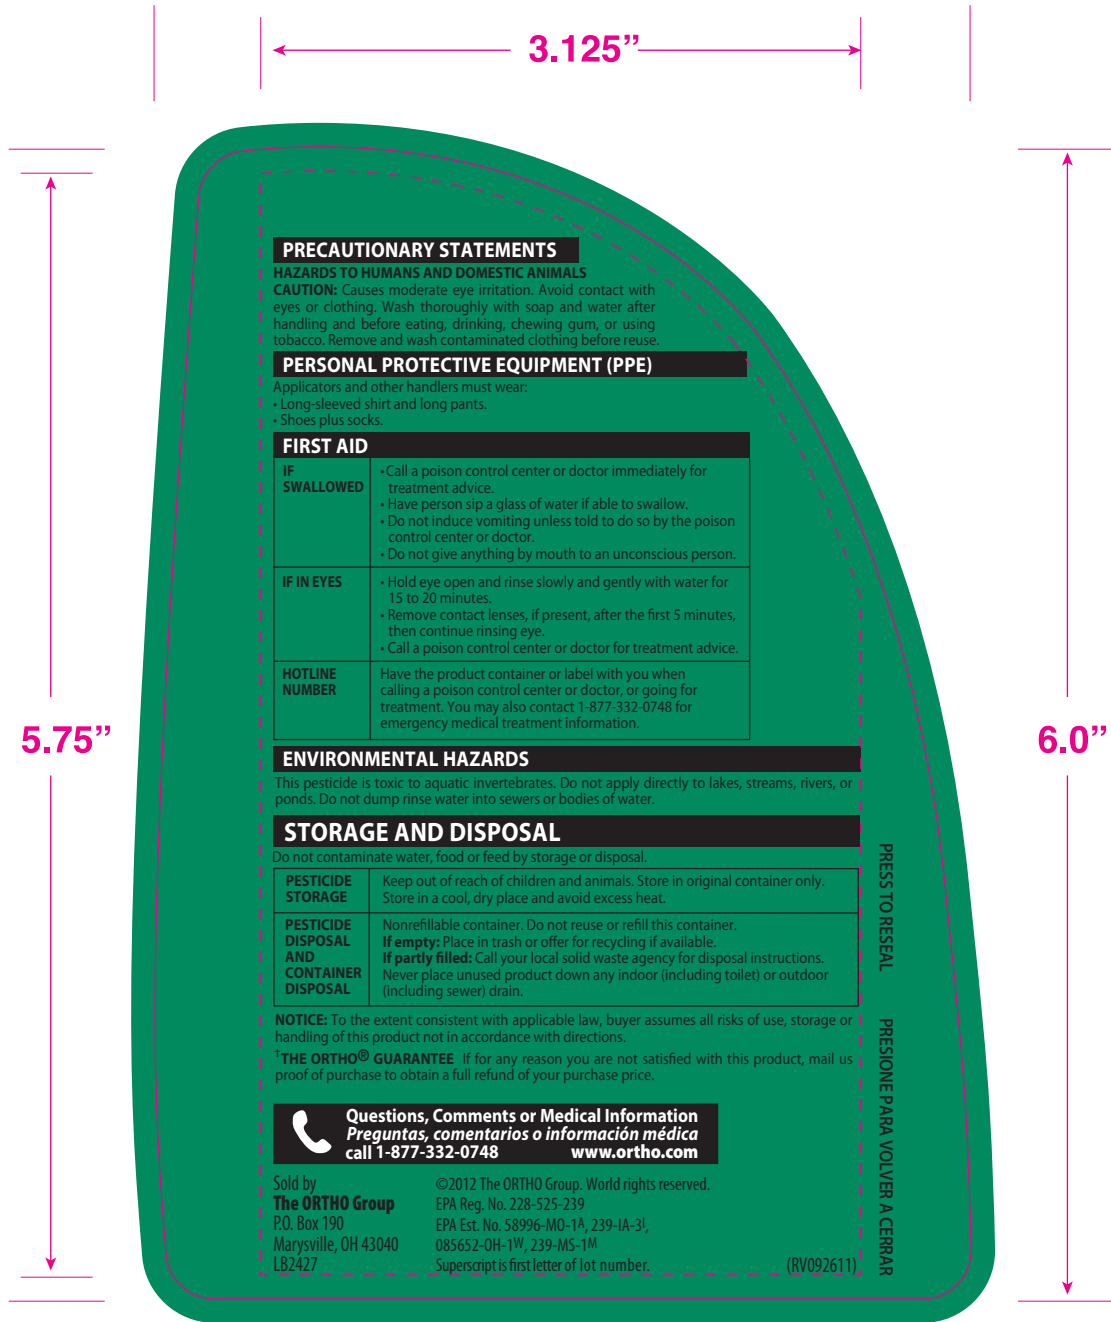 3.125”
5.75”
6.0”
PRECAUTIONARY STATEMENTS
HAZARDS TO HUMANS AND DOMESTIC ANIMALS
CAUTION: Causes moderate eye irritation. Avoid contact with
eyes or clothing. Wash thoroughly with soap and water after
handling and before eating, drinking, chewing gum, or using
tobacco. Remove and wash contaminated clothing before reuse.
PERSONAL PROTECTIVE EQUIPMENT (PPE)
Applicators and other handlers must wear:
• Long-sleeved shirt and long pants.
• Shoes plus socks.
FIRST AID
IF
SWALLOWED
• Call a poison control center or doctor immediately for
treatment advice.
• Have person sip a glass of water if able to swallow.
• Do not induce vomiting unless told to do so by the poison
control center or doctor.
• Do not give anything by mouth to an unconscious person.
IF IN EYES
• Hold eye open and rinse slowly and gently with water for
15 to 20 minutes.
• Remove contact lenses, if present, after the first 5 minutes,
then continue rinsing eye.
• Call a poison control center or doctor for treatment advice.
HOTLINE
NUMBER
Have the product container or label with you when
calling a poison control center or doctor, or going for
treatment. You may also contact 1-877-332-0748 for
emergency medical treatment information.
ENVIRONMENTAL HAZARDS
This pesticide is toxic to aquatic invertebrates. Do not apply directly to lakes, streams, rivers, or
ponds. Do not dump rinse water into sewers or bodies of water.
STORAGE AND DISPOSAL
Do not contaminate water, food or feed by storage or disposal.
PESTICIDE
STORAGE
Keep out of reach of children and animals. Store in original container only.
Store in a cool, dry place and avoid excess heat.
PESTICIDE
DISPOSAL
AND
CONTAINER
DISPOSAL
Nonrefillable container. Do not reuse or refill this container.
If empty: Place in trash or offer for recycling if available.
If partly filled: Call your local solid waste agency for disposal instructions.
Never place unused product down any indoor (including toilet) or outdoor
(including sewer) drain.
NOTICE: To the extent consistent with applicable law, buyer assumes all risks of use, storage or
handling of this product not in accordance with directions.
†THE ORTHO® GUARANTEE If for any reason you are not satisfied with this product, mail us
proof of purchase to obtain a full refund of your purchase price.
Questions, Comments or Medical Information
Preguntas, comentarios o información médica
call 1-877-332-0748 www.ortho.com
Sold by
The ORTHO Group
P.O. Box 190
Marysville, OH 43040
LB2427
©2012 The ORTHO Group. World rights reserved.
EPA Reg. No. 228-525-239
EPA Est. No. 58996-MO-1A, 239-IA-3I,
085652-OH-1W, 239-MS-1M
Superscript is first letter of lot number.
(RV092611)
PRESS TO RESEAL
PRESIONE PARA VOLVER A CERRAR